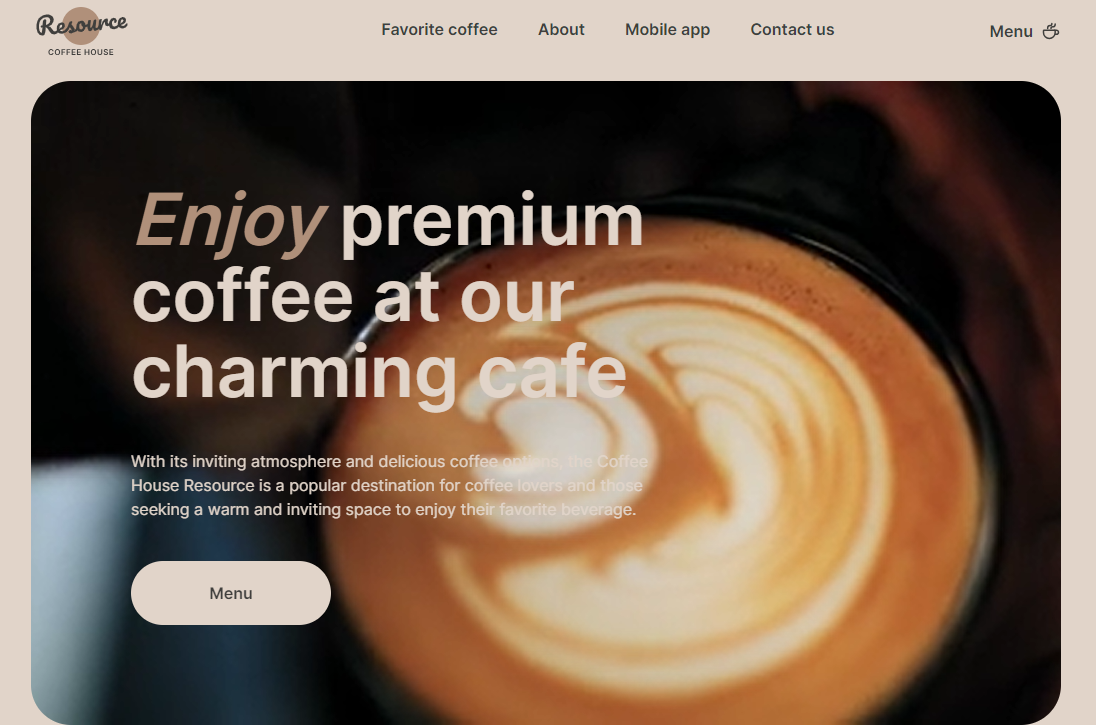 Resource
COFFEE HOUSE
Favorite coffee
About
Mobile app
Contact us
Menu
Enjoy premium
coffee at our
charming cafe
With its inviting atmosphere and delicious coffee options, the Coffee
House Resource is a popular destination for coffee lovers and those
seeking a warm and inviting space to enjoy their favorite beverage.
Menu